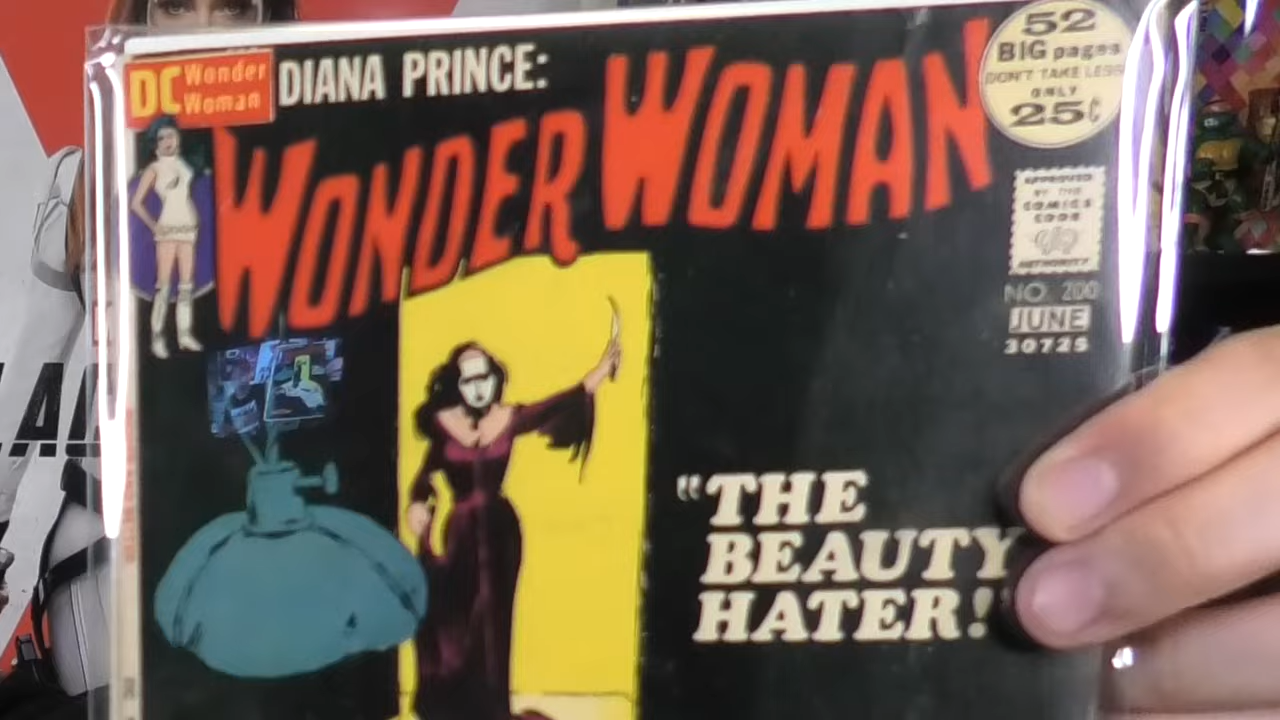 DC Wonder Woman
DIANA PRINCE:
WONDER WOMAN
52
BIG pages
DON'T TAKE LESS
ONLY
25¢
APPROVED
BY THE
COMICS
CODE
AUTHORITY
NO. 200
JUNE
30725
"THE
BEAUTY
HATER!"